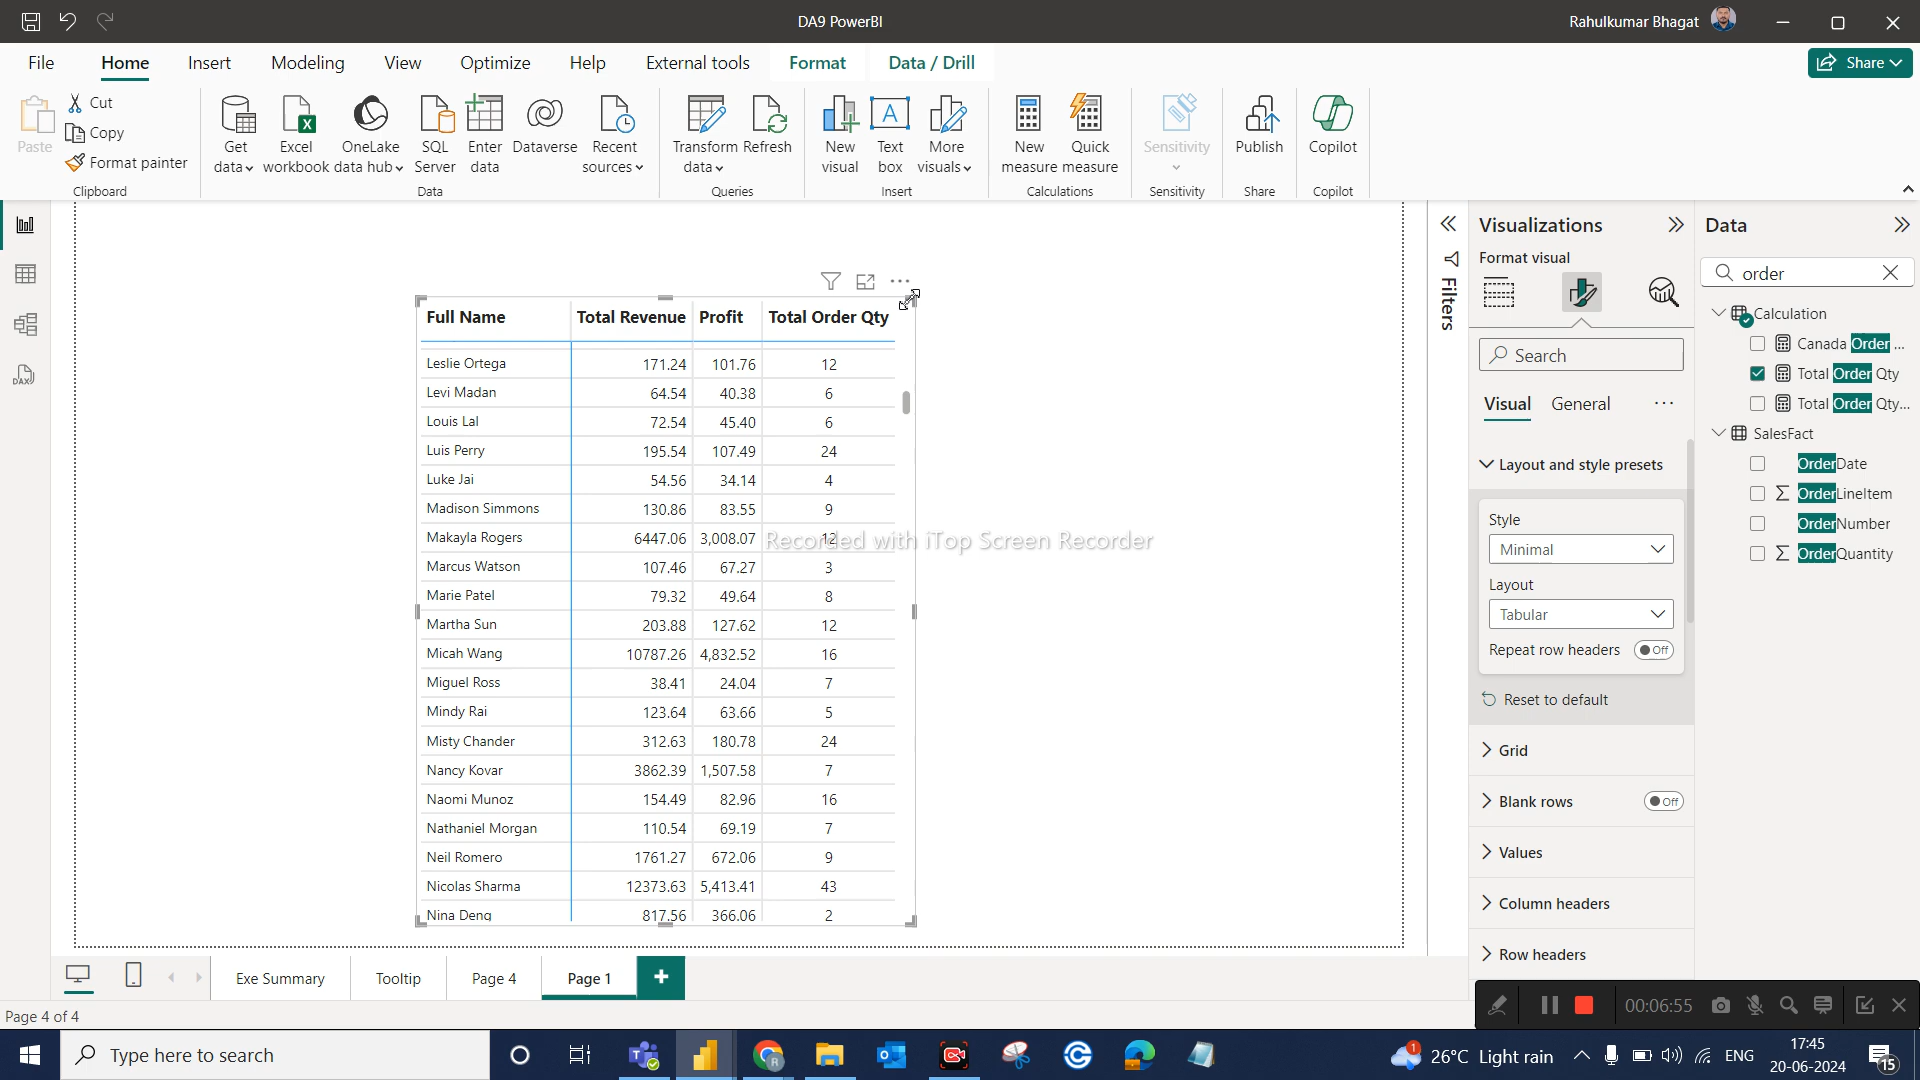 DA9 PowerBI
Rahulkumar Bhagat
File Home Insert Modeling View Optimize Help External tools Format Data / Drill
Share
Paste
Cut
Copy
Format painter
Get data
Excel workbook
OneLake data hub
SQL Server
Enter data
Dataverse
Recent sources
Transform data
Refresh
New visual
Text box
More visuals
New measure
Quick measure
Sensitivity
Publish
Copilot
Clipboard Data Queries Insert Calculations Sensitivity Share Copilot
Full Name Total Revenue Profit Total Order Qty
Leslie Ortega 171.24 101.76 12
Levi Madan 64.54 40.38 6
Louis Lal 72.54 45.40 6
Luis Perry 195.54 107.49 24
Luke Jai 54.56 34.14 4
Madison Simmons 130.86 83.55 9
Makayla Rogers 6447.06 3,008.07 12
Marcus Watson 107.46 67.27 3
Marie Patel 79.32 49.64 8
Martha Sun 203.88 127.62 12
Micah Wang 10787.26 4,832.52 16
Miguel Ross 38.41 24.04 7
Mindy Rai 123.64 63.66 5
Misty Chander 312.63 180.78 24
Nancy Kovar 3862.39 1,507.58 7
Naomi Munoz 154.49 82.96 16
Nathaniel Morgan 110.54 69.19 7
Neil Romero 1761.27 672.06 9
Nicolas Sharma 12373.63 5,413.41 43
Nina Deng 817.56 366.06 2
Recorded with iTop Screen Recorder
Filters
Visualizations
Format visual
Search
Visual General
Layout and style presets
Style
Minimal
Layout
Tabular
Repeat row headers Off
Reset to default
Grid
Blank rows Off
Values
Column headers
Row headers
Data
order
Calculation
Canada Order ...
Total Order Qty
Total Order Qty...
SalesFact
OrderDate
OrderLineItem
OrderNumber
OrderQuantity
Exe Summary Tooltip Page 4 Page 1
Page 4 of 4
00:06:55
Type here to search
26°C Light rain
ENG
17:45
20-06-2024
15